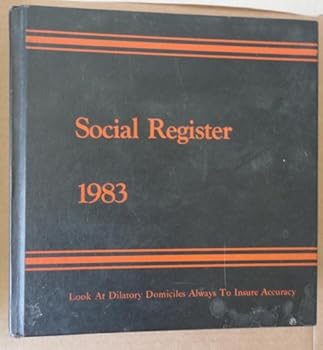 Social Register
1983
Look At Dilatory Domiciles Always To Insure Accuracy